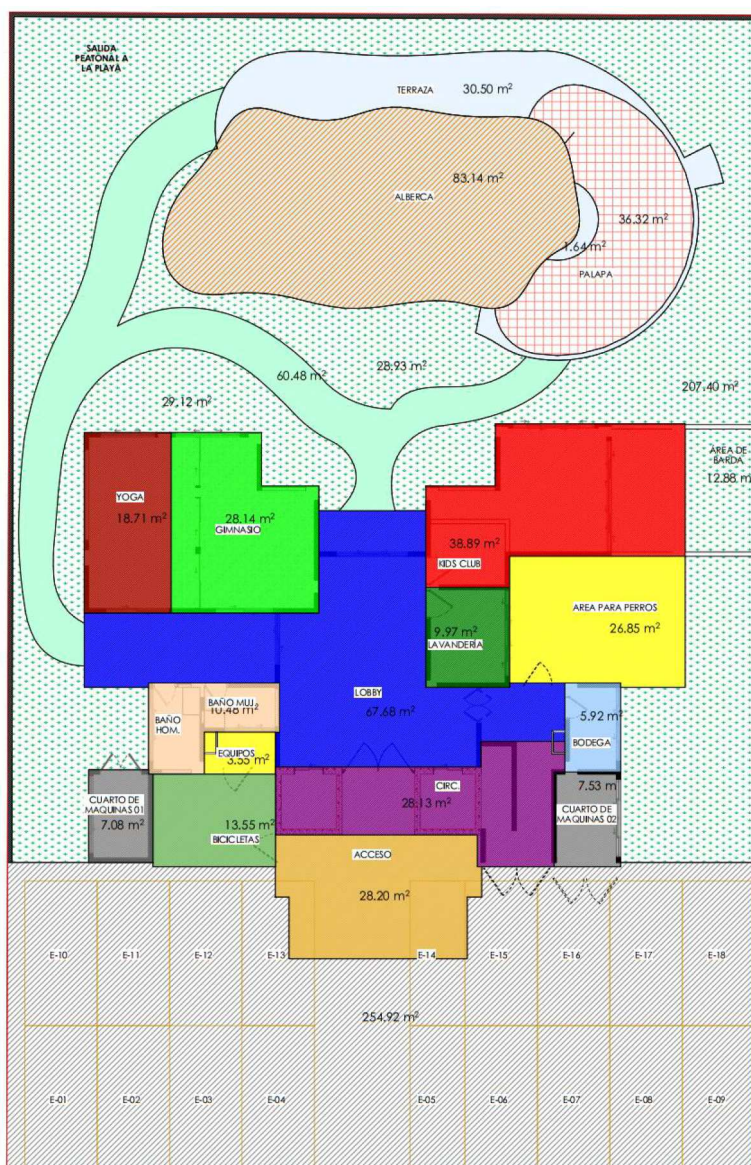 SALIDA
PEATONAL A
LA PLAYA
TERRAZA
30.50 m²
83.14 m²
ALBERCA
36.32 m²
1.64 m²
PALAPA
60.48 m²
28.93 m²
207.40 m²
29.12 m²
ÁREA DE
BARDA
12.88 m
YOGA
18.71 m²
28.14 m²
GIMNASIO
38.89 m²
KIDS CLUB
AREA PARA PERROS
26.85 m²
9.97 m²
LAVANDERÍA
LOBBY
67.68 m²
BAÑO MUJ.
10.48 m²
BAÑO
HOM.
5.92 m²
BODEGA
EQUIPOS
3.55 m²
CUARTO DE
MAQUINAS 01
7.08 m²
13.55 m²
BICICLETAS
CIRC.
28.13 m²
7.53 m
CUARTO DE
MAQUINAS 02
ACCESO
28.20 m²
E-10
E-11
E-12
E-13
E-14
E-15
E-16
E-17
E-18
254.92 m²
E-01
E-02
E-03
E-04
E-05
E-06
E-07
E-08
E-09